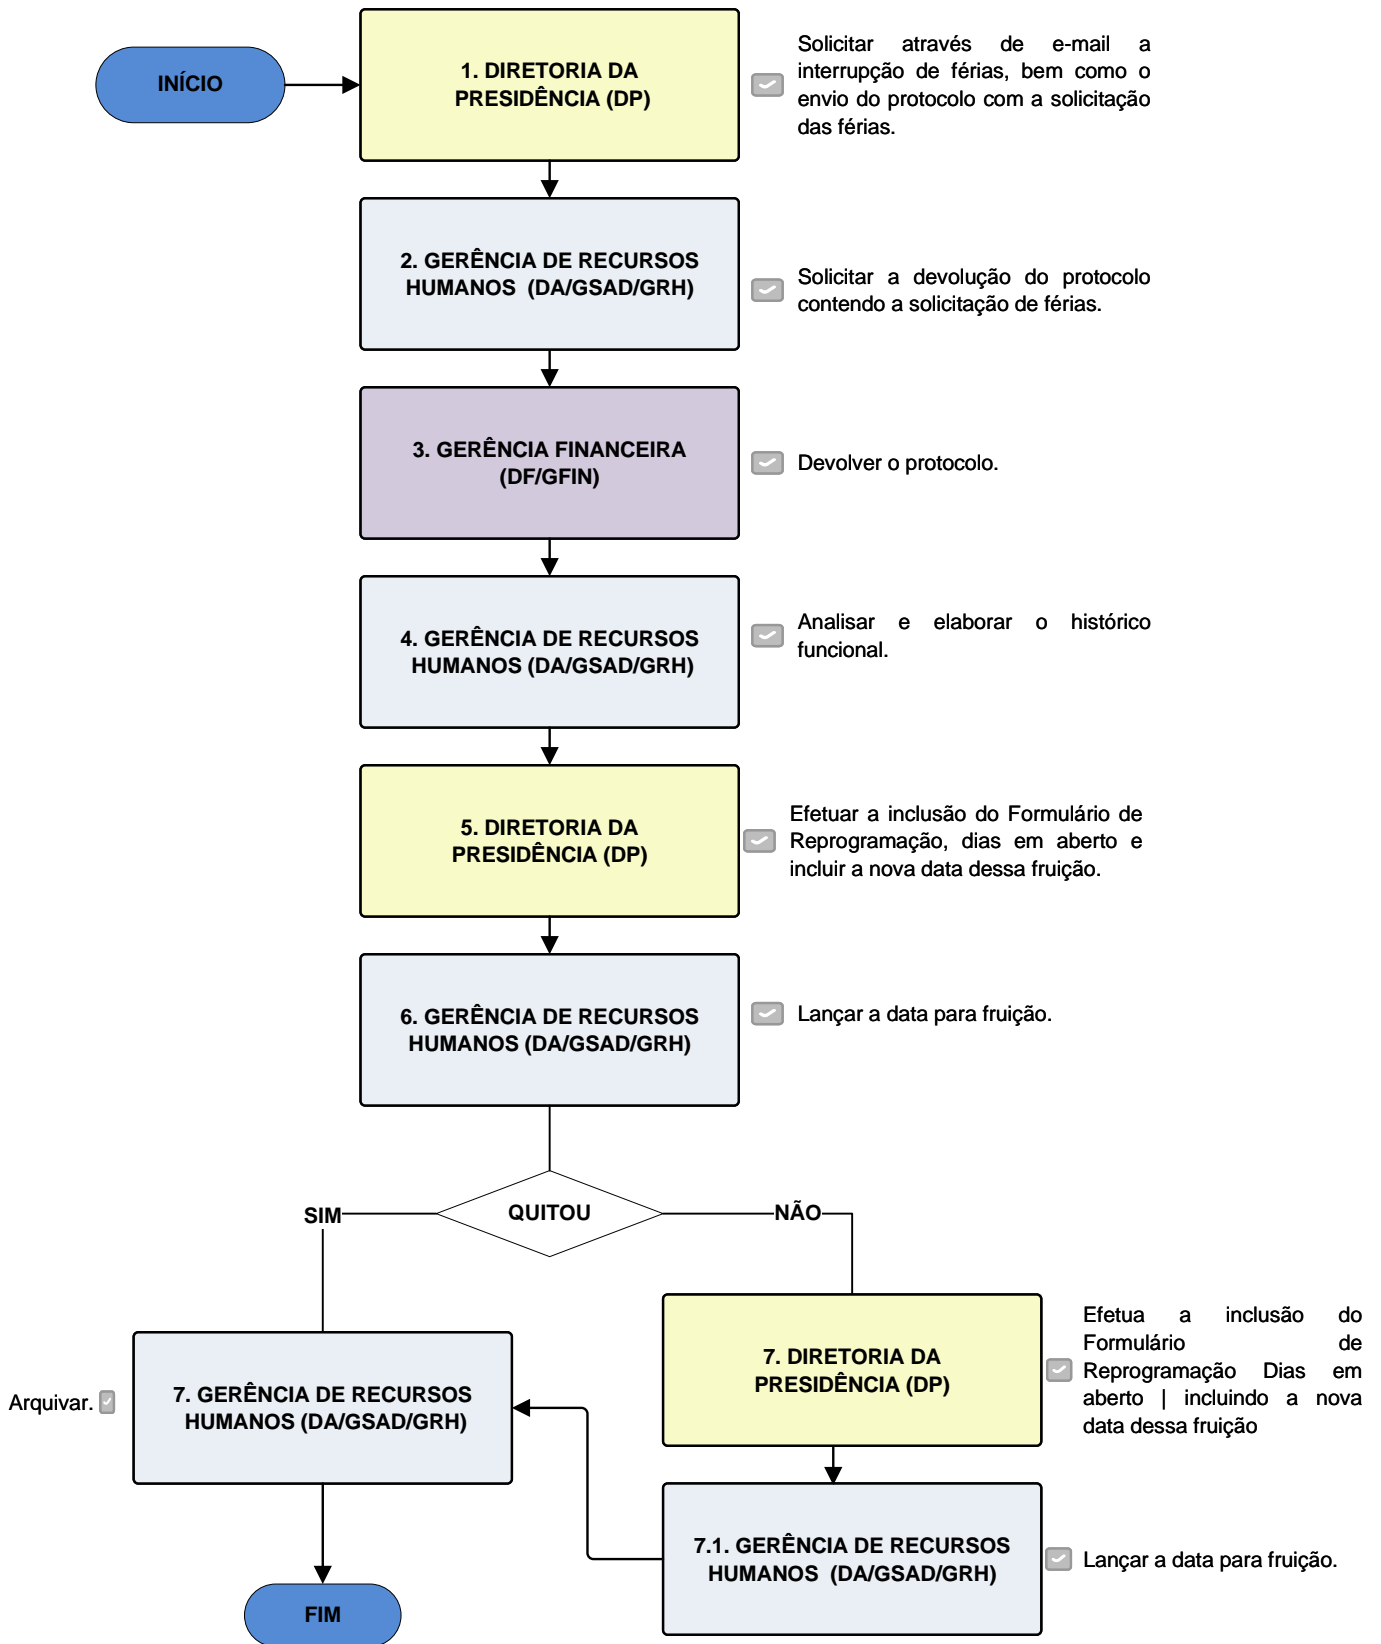 INÍCIO
1. DIRETORIA DA
PRESIDÊNCIA (DP)
Solicitar através de e-mail a
interrupção de férias, bem como o
envio do protocolo com a solicitação
das férias.
2. GERÊNCIA DE RECURSOS
HUMANOS (DA/GSAD/GRH)
Solicitar a devolução do protocolo
contendo a solicitação de férias.
3. GERÊNCIA FINANCEIRA
(DF/GFIN)
Devolver o protocolo.
4. GERÊNCIA DE RECURSOS
HUMANOS (DA/GSAD/GRH)
Analisar e elaborar o histórico
funcional.
5. DIRETORIA DA
PRESIDÊNCIA (DP)
Efetuar a inclusão do Formulário de
Reprogramação, dias em aberto e
incluir a nova data dessa fruição.
6. GERÊNCIA DE RECURSOS
HUMANOS (DA/GSAD/GRH)
Lançar a data para fruição.
QUITOU
SIM
NÃO
7. DIRETORIA DA
PRESIDÊNCIA (DP)
Efetua a inclusão do
Formulário de
Reprogramação Dias em
aberto | incluindo a nova
data dessa fruição
Arquivar.
7. GERÊNCIA DE RECURSOS
HUMANOS (DA/GSAD/GRH)
7.1. GERÊNCIA DE RECURSOS
HUMANOS (DA/GSAD/GRH)
Lançar a data para fruição.
FIM